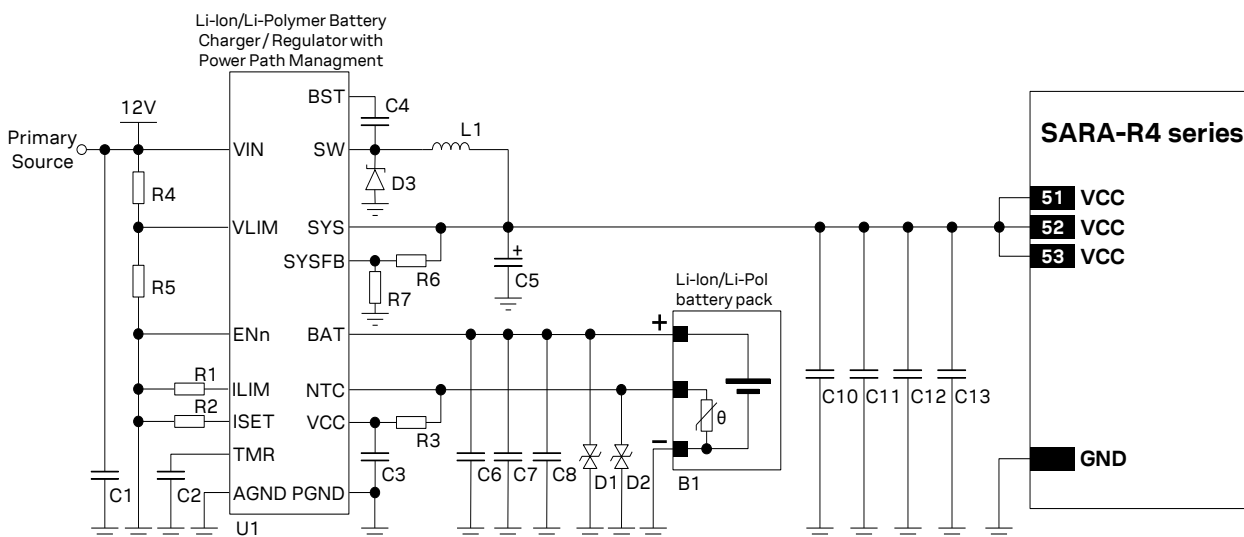 Li-Ion/Li-Polymer Battery
Charger / Regulator with
Power Path Managment
12V
Primary
Source
BST
C4
L1
SARA-R4 series
VIN
SW
R4
D3
51 VCC
VLIM
SYS
52 VCC
SYSFB
R6
+
53 VCC
R5
R7
C5
Li-Ion/Li-Pol
battery pack
ENn
BAT
+
R1
ILIM
NTC
C10
C11
C12
C13
R2
ISET
VCC
R3
θ
–
TMR
GND
C1
C2
C3
C6
C7
C8
D1
D2
B1
AGND PGND
U1